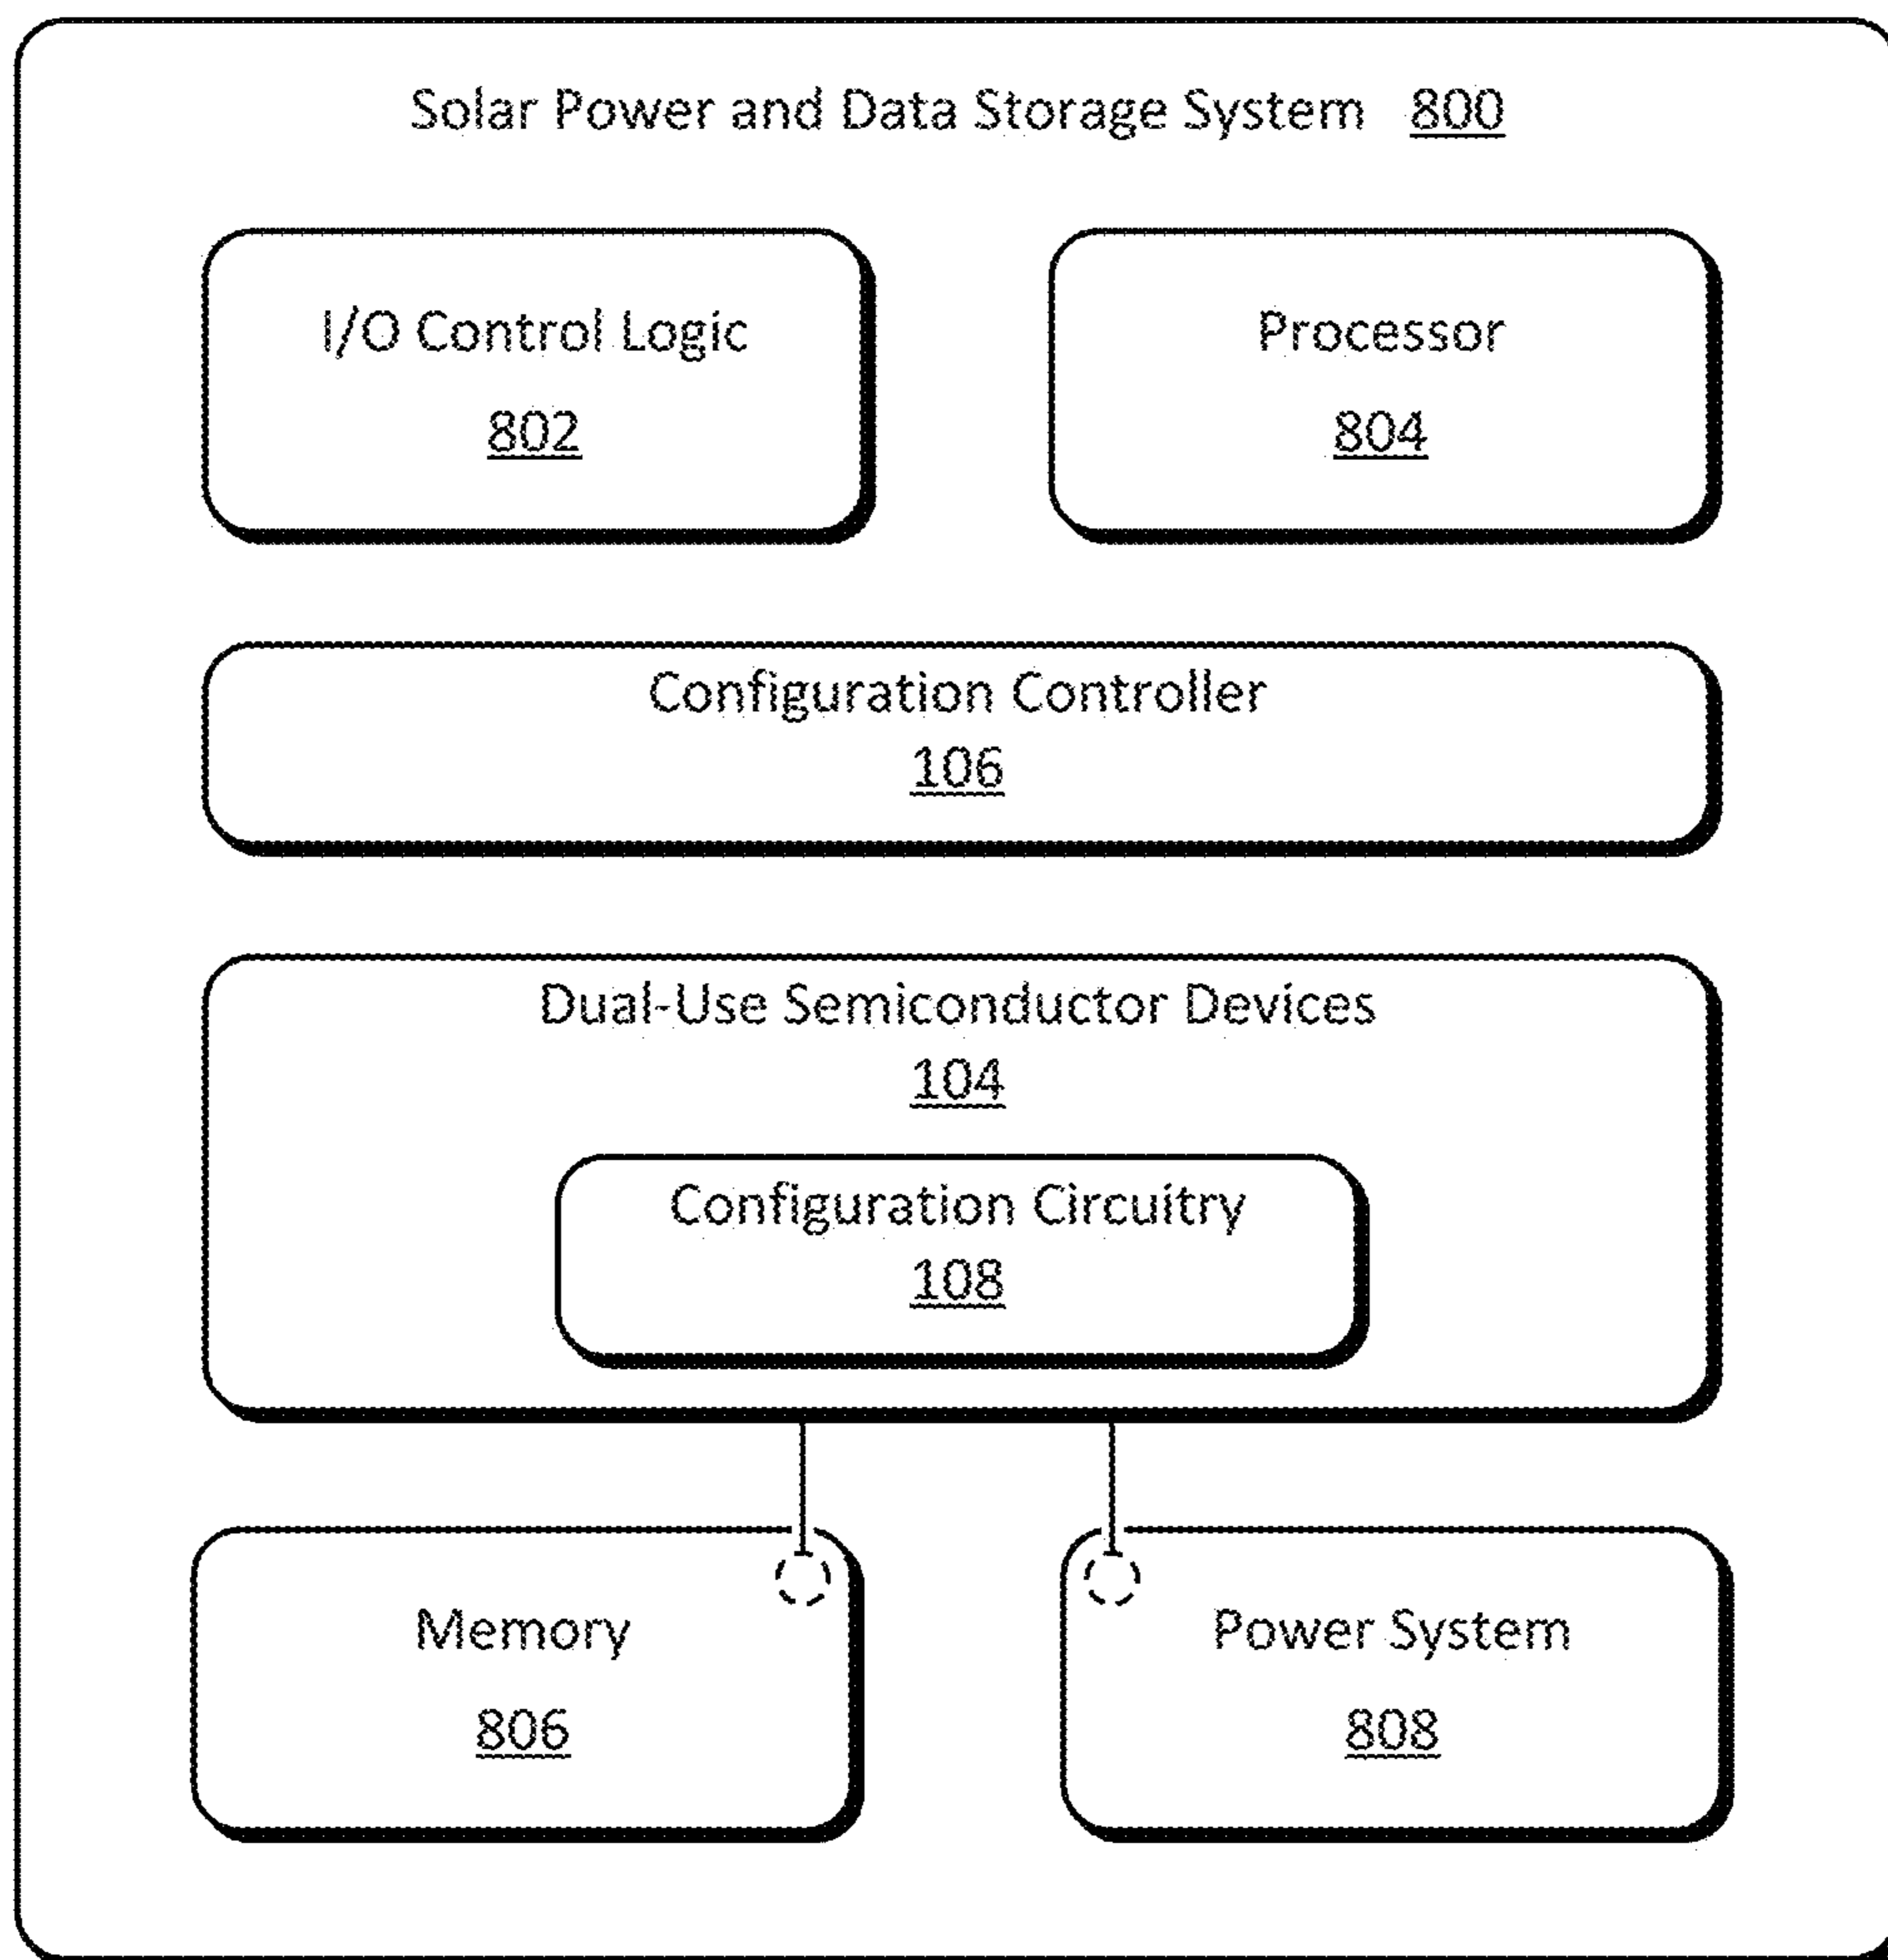 Solar Power and Data Storage System 800
I/O Control Logic
802
Processor
804
Configuration Controller
106
Dual-Use Semiconductor Devices
104
Configuration Circuitry
108
Memory
806
Power System
808